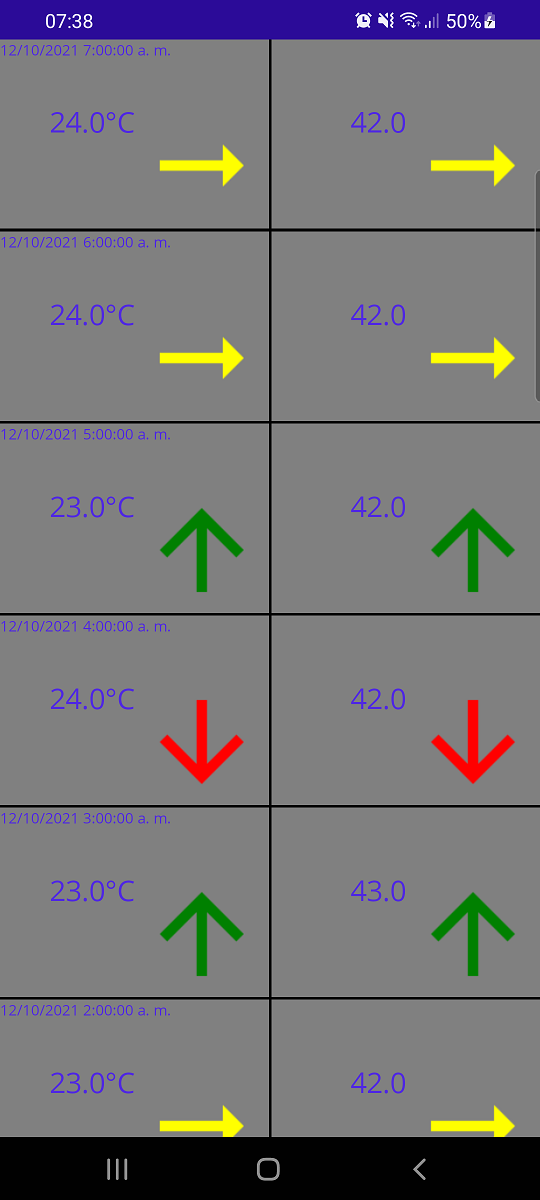 07:38 50%
12/10/2021 7:00:00 a. m.
24.0°C 42.0
12/10/2021 6:00:00 a. m.
24.0°C 42.0
12/10/2021 5:00:00 a. m.
23.0°C 42.0
12/10/2021 4:00:00 a. m.
24.0°C 42.0
12/10/2021 3:00:00 a. m.
23.0°C 43.0
12/10/2021 2:00:00 a. m.
23.0°C 42.0